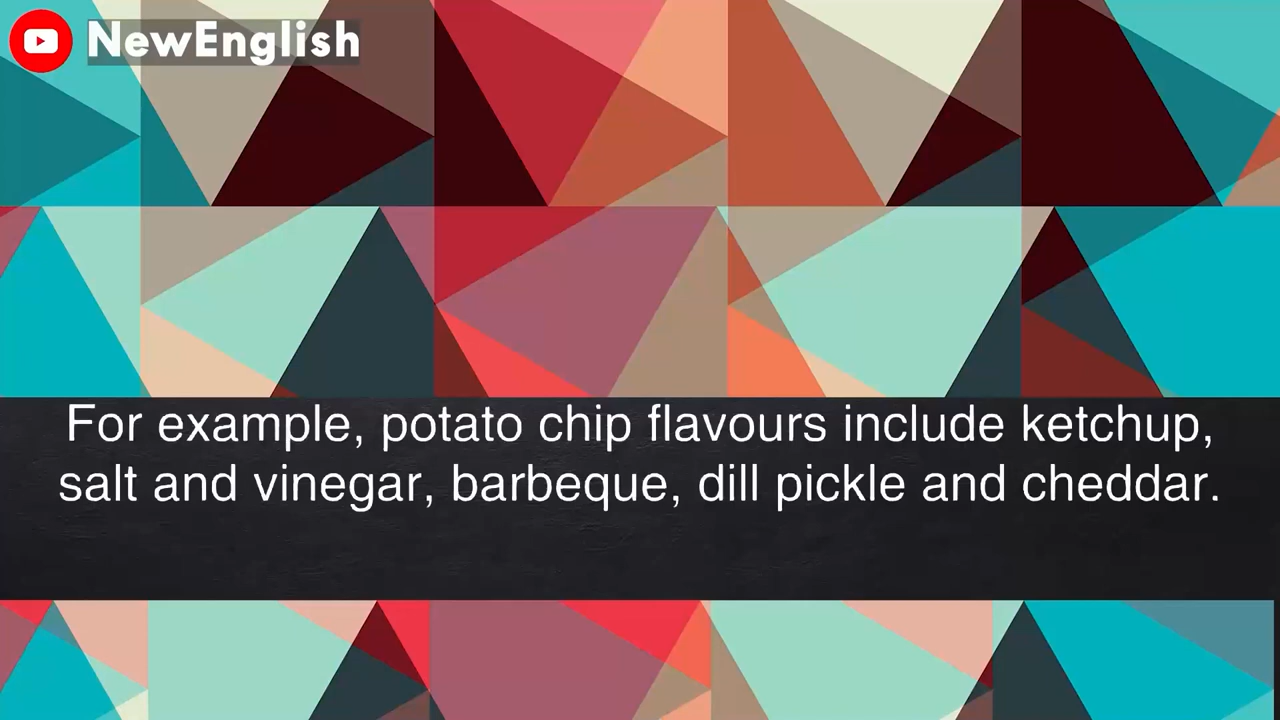 NewEnglish
For example, potato chip flavours include ketchup,
salt and vinegar, barbeque, dill pickle and cheddar.